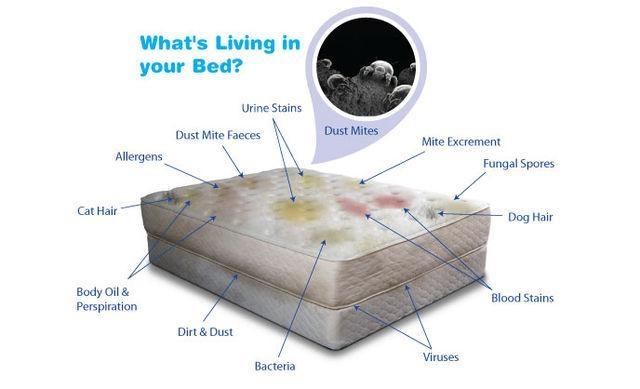 What's Living in
your Bed?
Urine Stains
Dust Mites
Dust Mite Faeces
Mite Excrement
Allergens
Fungal Spores
Cat Hair
Dog Hair
Body Oil &
Perspiration
Blood Stains
Dirt & Dust
Viruses
Bacteria